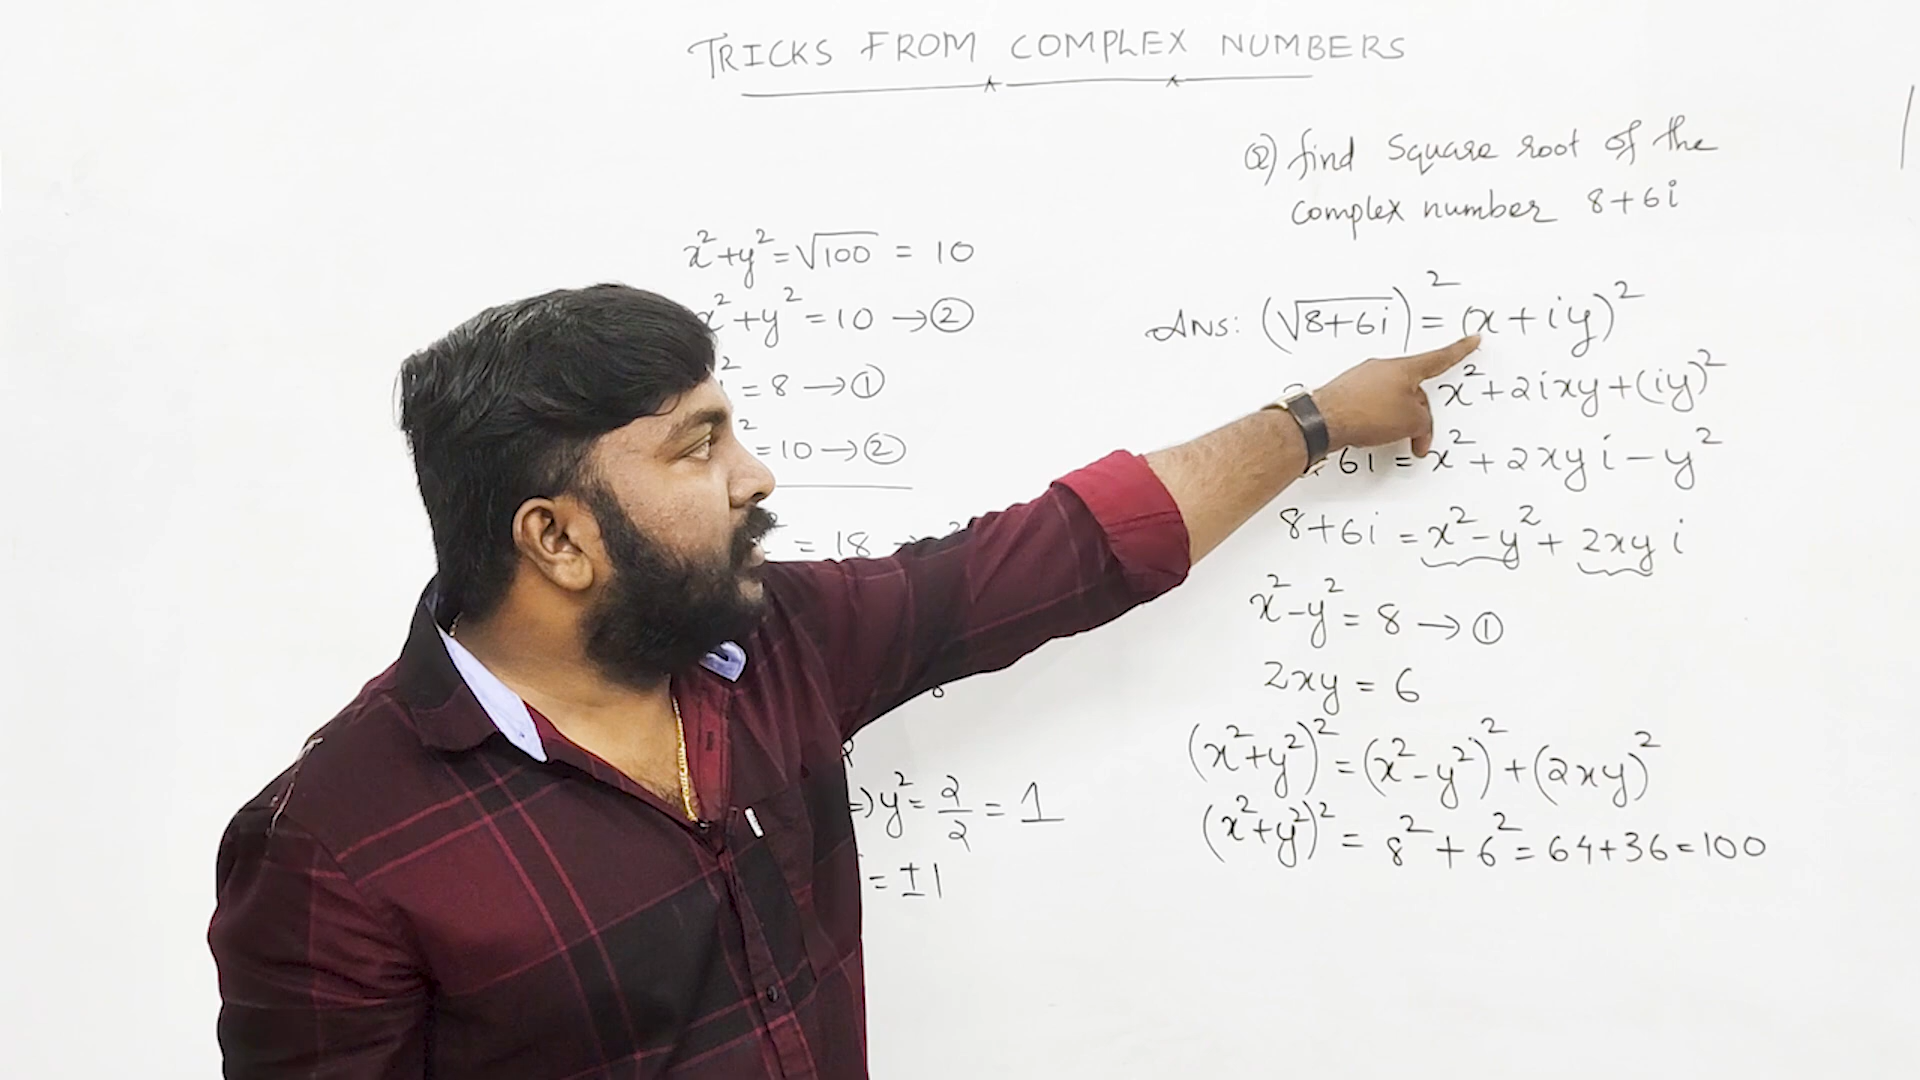 TRICKS FROM COMPLEX NUMBERS
Q) find Square root of the
complex number 8+6i
Ans: (√8+6i)² = (x+iy)²
x²+2ixy+(iy)²
6i = x²+2xyi−y²
8+6i = x²−y²+2xyi
x²−y² = 8 → ①
2xy = 6
(x²+y²)² = (x²−y²)²+(2xy)²
(x²+y²)² = 8²+6² = 64+36 = 100
x²+y² = √100 = 10
x²+y² = 10 → ②
² = 8 → ①
² = 10 → ②
= 18
8
⇒ y² = 2/2 = 1
= ±1